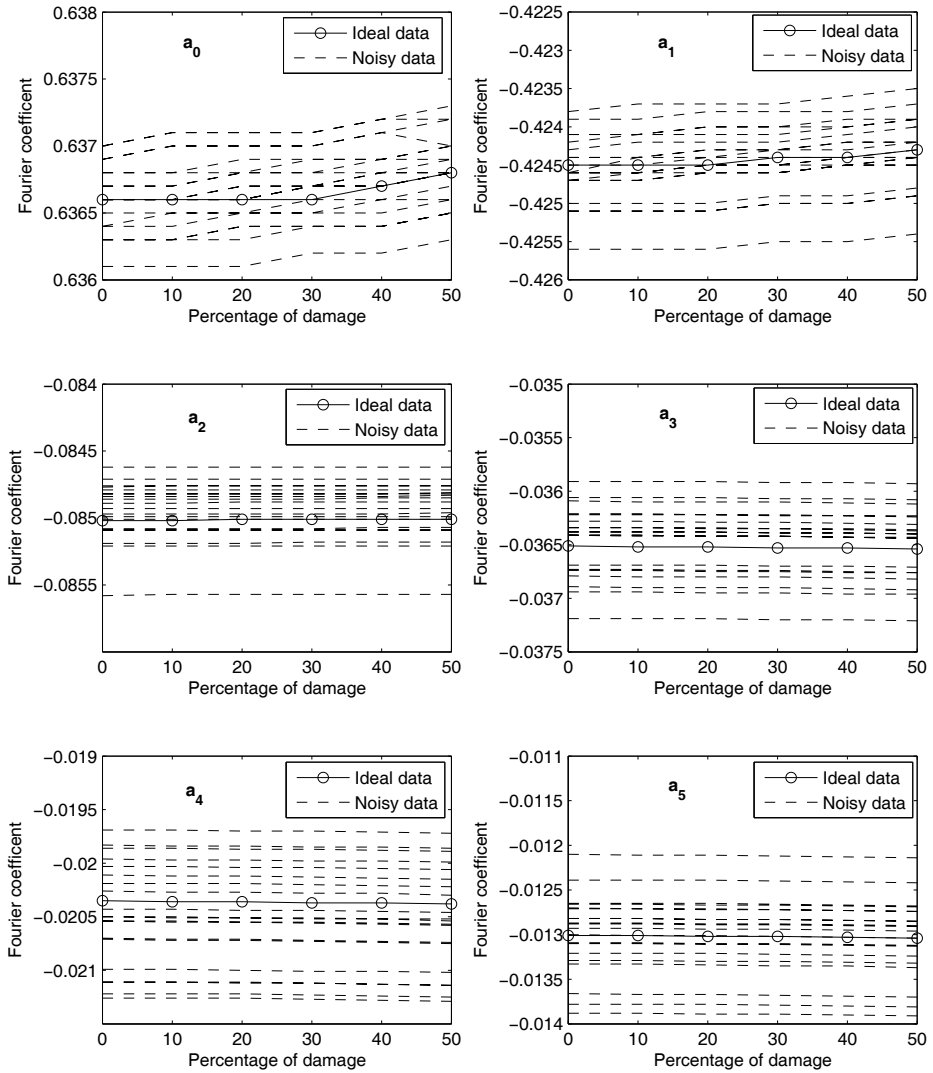 0.638
0.6375
0.637
0.6365
0.636
Fourier coefficent
a0
Ideal data
Noisy data
0 10 20 30 40 50
Percentage of damage
−0.4225
−0.423
−0.4235
−0.424
−0.4245
−0.425
−0.4255
−0.426
Fourier coefficent
a1
Ideal data
Noisy data
0 10 20 30 40 50
Percentage of damage
−0.084
−0.0845
−0.085
−0.0855
Fourier coefficent
a2
Ideal data
Noisy data
0 10 20 30 40 50
Percentage of damage
−0.035
−0.0355
−0.036
−0.0365
−0.037
−0.0375
Fourier coefficent
a3
Ideal data
Noisy data
0 10 20 30 40 50
Percentage of damage
−0.019
−0.0195
−0.02
−0.0205
−0.021
Fourier coefficent
a4
Ideal data
Noisy data
0 10 20 30 40 50
Percentage of damage
−0.011
−0.0115
−0.012
−0.0125
−0.013
−0.0135
−0.014
Fourier coefficent
a5
Ideal data
Noisy data
0 10 20 30 40 50
Percentage of damage